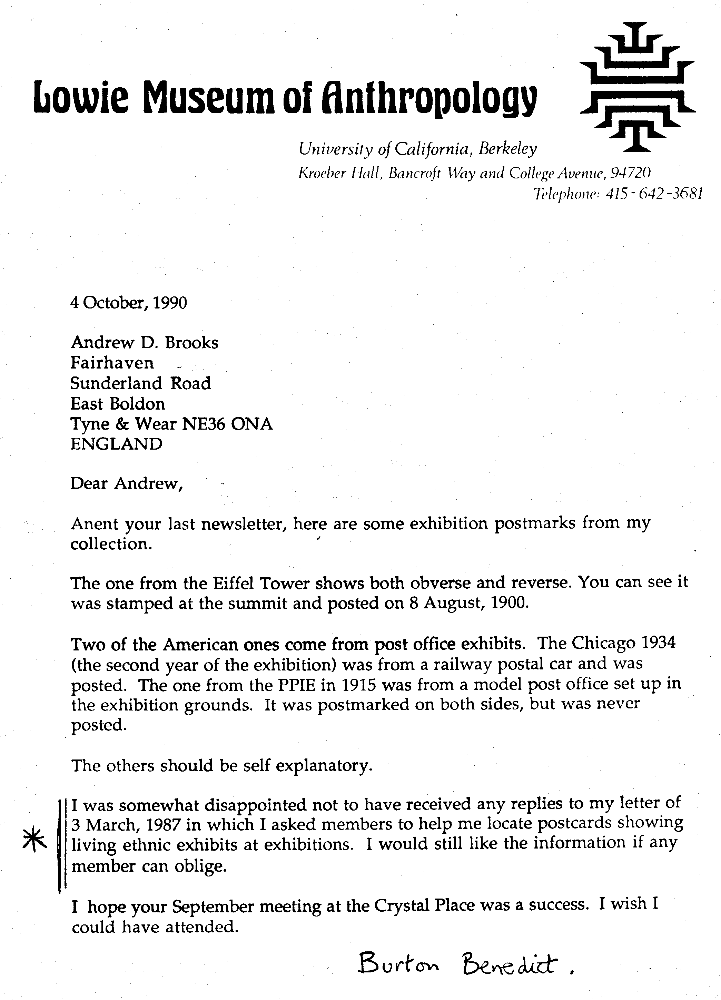 Lowie Museum of Anthropology
University of California, Berkeley
Kroeber Hall, Bancroft Way and College Avenue, 94720
Telephone: 415-642-3681
4 October, 1990
Andrew D. Brooks
Fairhaven
Sunderland Road
East Boldon
Tyne & Wear NE36 ONA
ENGLAND
Dear Andrew,
Anent your last newsletter, here are some exhibition postmarks from my
collection.
The one from the Eiffel Tower shows both obverse and reverse. You can see it
was stamped at the summit and posted on 8 August, 1900.
Two of the American ones come from post office exhibits. The Chicago 1934
(the second year of the exhibition) was from a railway postal car and was
posted. The one from the PPIE in 1915 was from a model post office set up in
the exhibition grounds. It was postmarked on both sides, but was never
posted.
The others should be self explanatory.
I was somewhat disappointed not to have received any replies to my letter of
3 March, 1987 in which I asked members to help me locate postcards showing
living ethnic exhibits at exhibitions. I would still like the information if any
member can oblige.
I hope your September meeting at the Crystal Place was a success. I wish I
could have attended.
Burton Benedict.